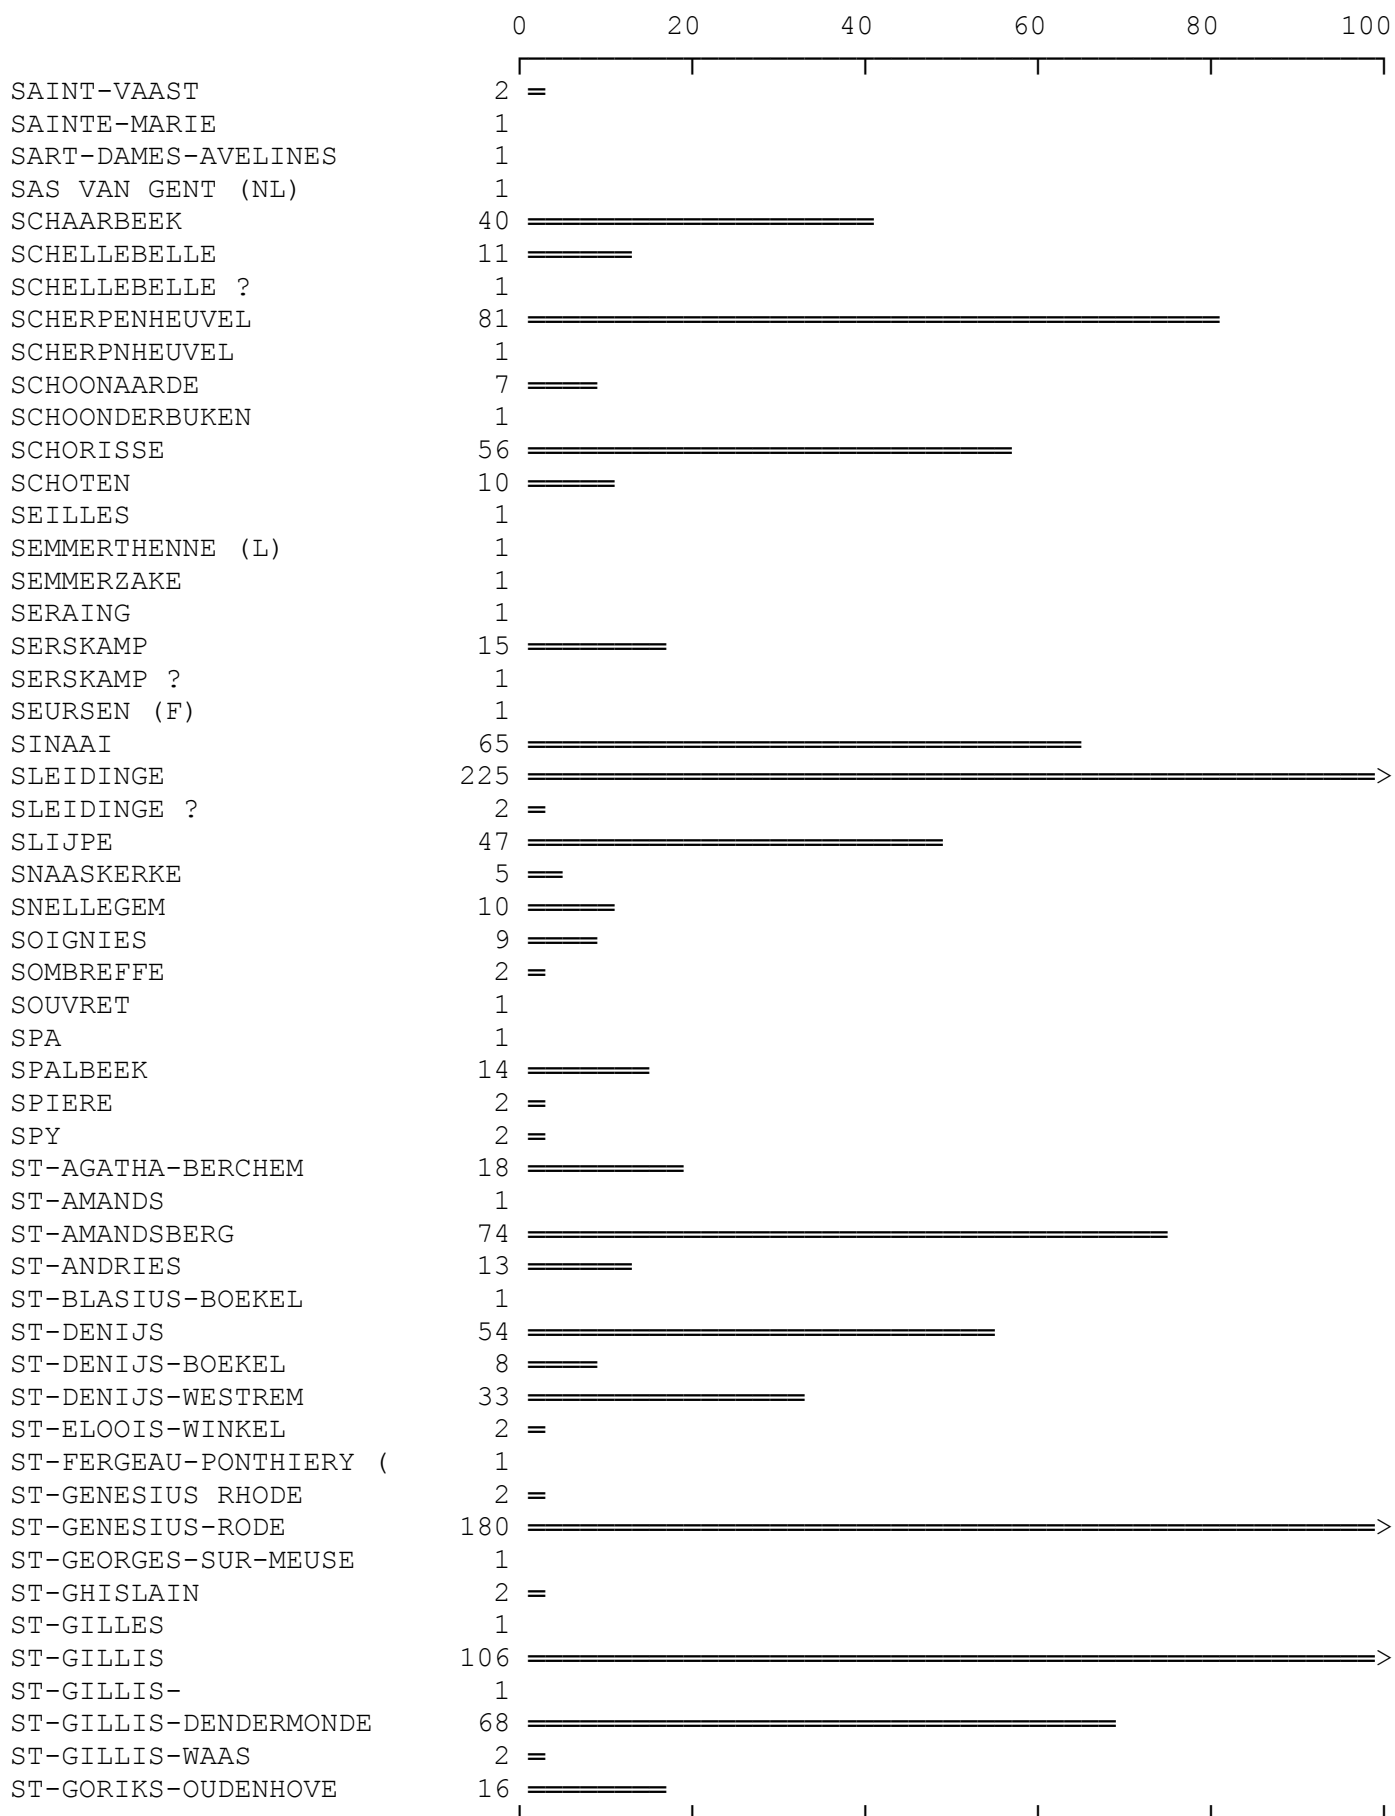 0 20 40 60 80 100
SAINT-VAAST 2
SAINTE-MARIE 1
SART-DAMES-AVELINES 1
SAS VAN GENT (NL) 1
SCHAARBEEK 40
SCHELLEBELLE 11
SCHELLEBELLE ? 1
SCHERPENHEUVEL 81
SCHERPNHEUVEL 1
SCHOONAARDE 7
SCHOONDERBUKEN 1
SCHORISSE 56
SCHOTEN 10
SEILLES 1
SEMMERTHENNE (L) 1
SEMMERZAKE 1
SERAING 1
SERSKAMP 15
SERSKAMP ? 1
SEURSEN (F) 1
SINAAI 65
SLEIDINGE 225 >
SLEIDINGE ? 2
SLIJPE 47
SNAASKERKE 5
SNELLEGEM 10
SOIGNIES 9
SOMBREFFE 2
SOUVRET 1
SPA 1
SPALBEEK 14
SPIERE 2
SPY 2
ST-AGATHA-BERCHEM 18
ST-AMANDS 1
ST-AMANDSBERG 74
ST-ANDRIES 13
ST-BLASIUS-BOEKEL 1
ST-DENIJS 54
ST-DENIJS-BOEKEL 8
ST-DENIJS-WESTREM 33
ST-ELOOIS-WINKEL 2
ST-FERGEAU-PONTHIERY ( 1
ST-GENESIUS RHODE 2
ST-GENESIUS-RODE 180 >
ST-GEORGES-SUR-MEUSE 1
ST-GHISLAIN 2
ST-GILLES 1
ST-GILLIS 106 >
ST-GILLIS- 1
ST-GILLIS-DENDERMONDE 68
ST-GILLIS-WAAS 2
ST-GORIKS-OUDENHOVE 16